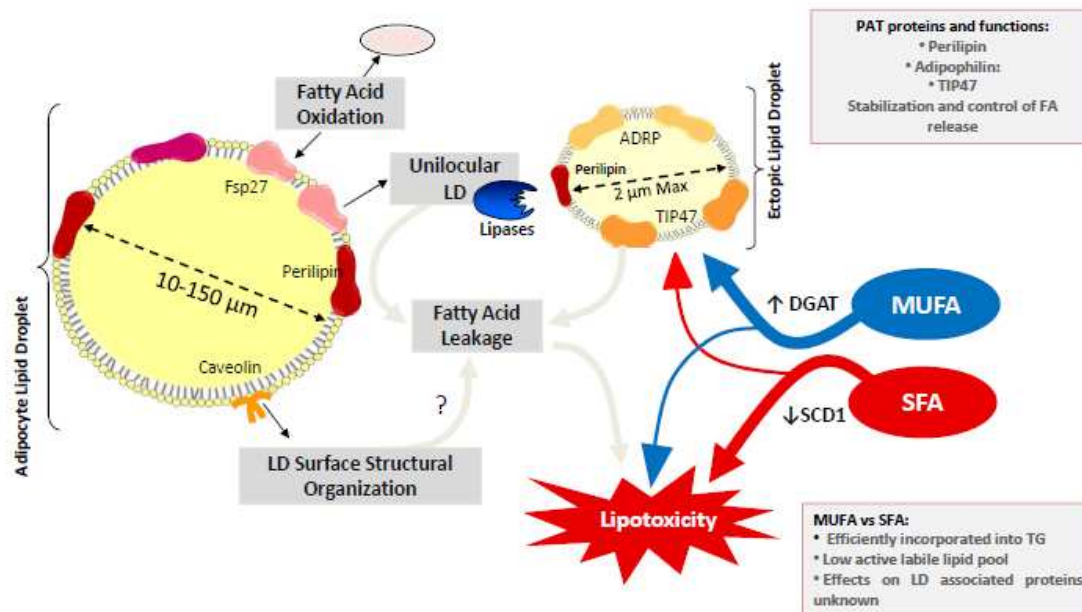 PAT proteins and functions:
* Perilipin
* Adipophilin:
* TIP47
Stabilization and control of FA
release
Fatty Acid
Oxidation
Adipocyte Lipid Droplet
Fsp27
Perilipin
10-150 µm
Caveolin
Unilocular
LD
Lipases
ADRP
Perilipin
2 µm Max
TIP47
Ectopic Lipid Droplet
Fatty Acid
Leakage
?
LD Surface Structural
Organization
↑ DGAT
MUFA
↓SCD1
SFA
Lipotoxicity
MUFA vs SFA:
• Efficiently incorporated into TG
• Low active labile lipid pool
• Effects on LD associated proteins
unknown